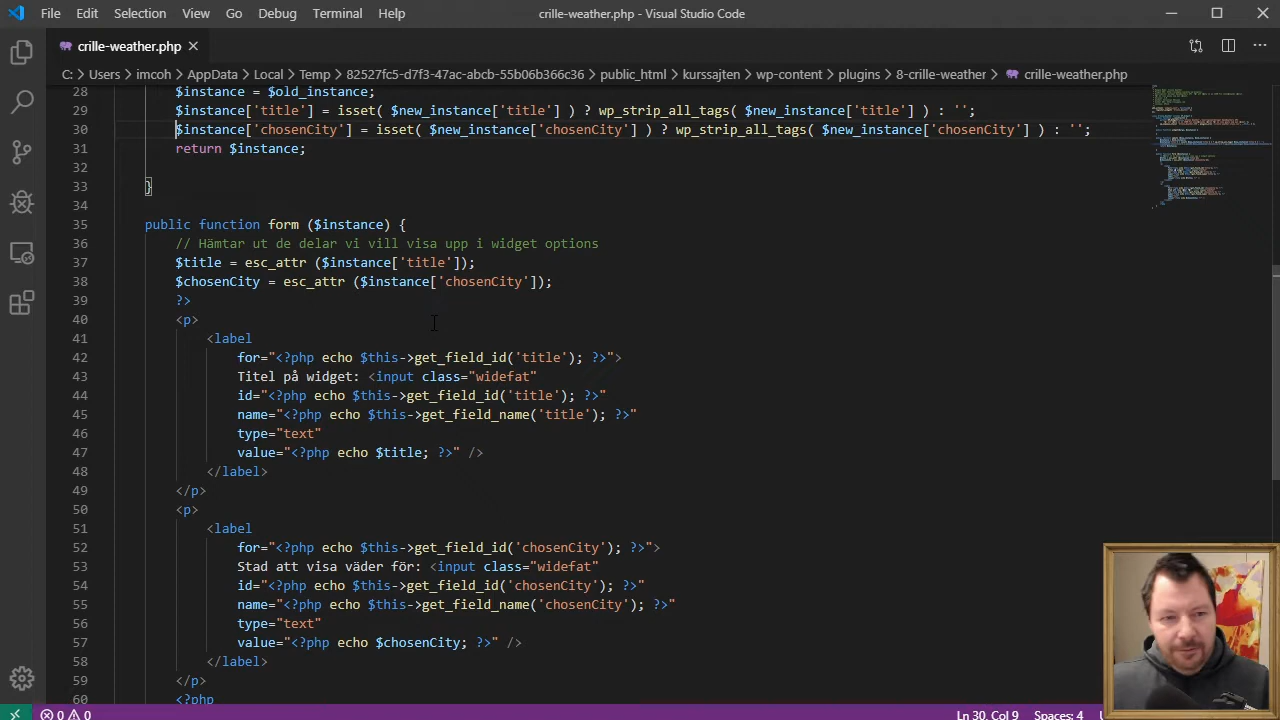 File Edit Selection View Go Debug Terminal Help crille-weather.php - Visual Studio Code
crille-weather.php
C: > Users > imcoh > AppData > Local > Temp > 82527fc5-d7f3-47ac-abcb-55b06b366c36 > public_html > kurssajten > wp-content > plugins > 8-crille-weather > crille-weather.php
28 $instance = $old_instance;
29 $instance['title'] = isset( $new_instance['title'] ) ? wp_strip_all_tags( $new_instance['title'] ) : '';
30 $instance['chosenCity'] = isset( $new_instance['chosenCity'] ) ? wp_strip_all_tags( $new_instance['chosenCity'] ) : '';
31 return $instance;
32
33 }
34
35 public function form ($instance) {
36 // Hämtar ut de delar vi vill visa upp i widget options
37 $title = esc_attr ($instance['title']);
38 $chosenCity = esc_attr ($instance['chosenCity']);
39 ?>
40 <p>
41 <label
42 for="<?php echo $this->get_field_id('title'); ?>">
43 Titel på widget: <input class="widefat"
44 id="<?php echo $this->get_field_id('title'); ?>"
45 name="<?php echo $this->get_field_name('title'); ?>"
46 type="text"
47 value="<?php echo $title; ?>" />
48 </label>
49 </p>
50 <p>
51 <label
52 for="<?php echo $this->get_field_id('chosenCity'); ?>">
53 Stad att visa väder för: <input class="widefat"
54 id="<?php echo $this->get_field_id('chosenCity'); ?>"
55 name="<?php echo $this->get_field_name('chosenCity'); ?>"
56 type="text"
57 value="<?php echo $chosenCity; ?>" />
58 </label>
59 </p>
60 <?php
0 0 Ln 30, Col 9 Spaces: 4